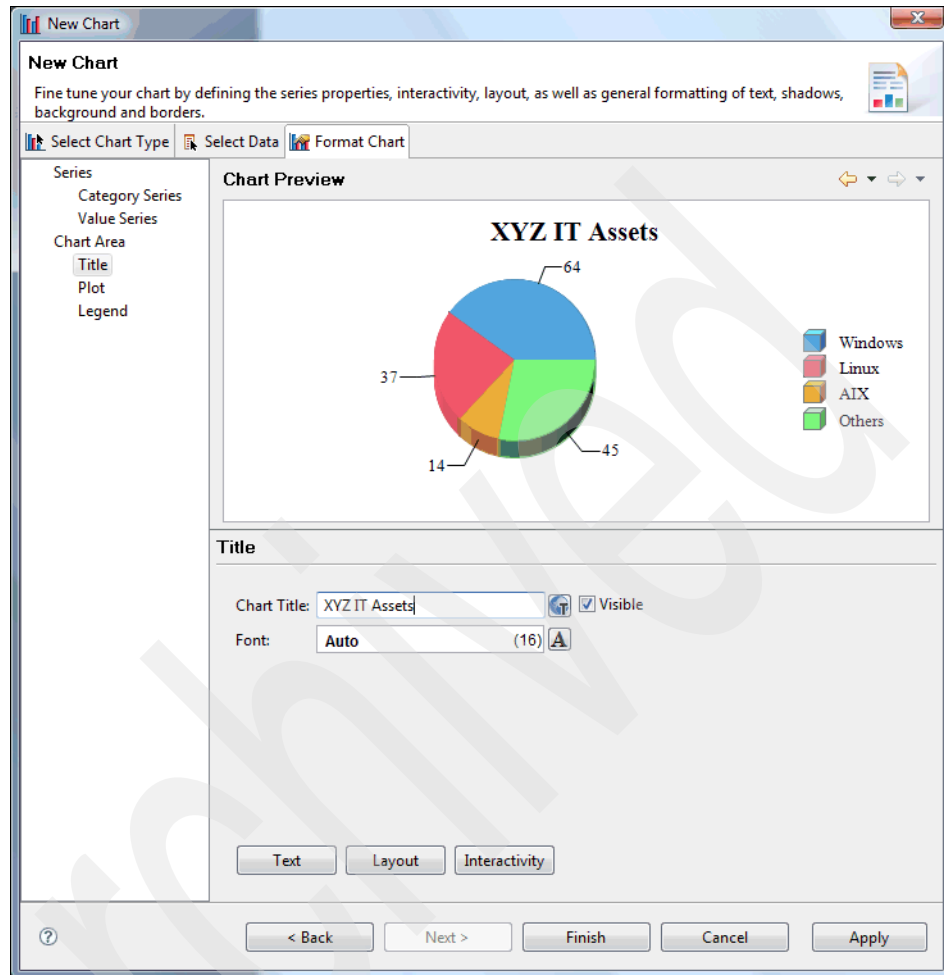 New Chart
New Chart
Fine tune your chart by defining the series properties, interactivity, layout, as well as general formatting of text, shadows,
background and borders.
Select Chart Type Select Data Format Chart
Series
Category Series
Value Series
Chart Area
Title
Plot
Legend
Chart Preview
XYZ IT Assets
64
37
14
45
Windows
Linux
AIX
Others
Title
Chart Title: XYZ IT Assets Visible
Font: Auto (16) A
Text Layout Interactivity
? < Back Next > Finish Cancel Apply
rchived